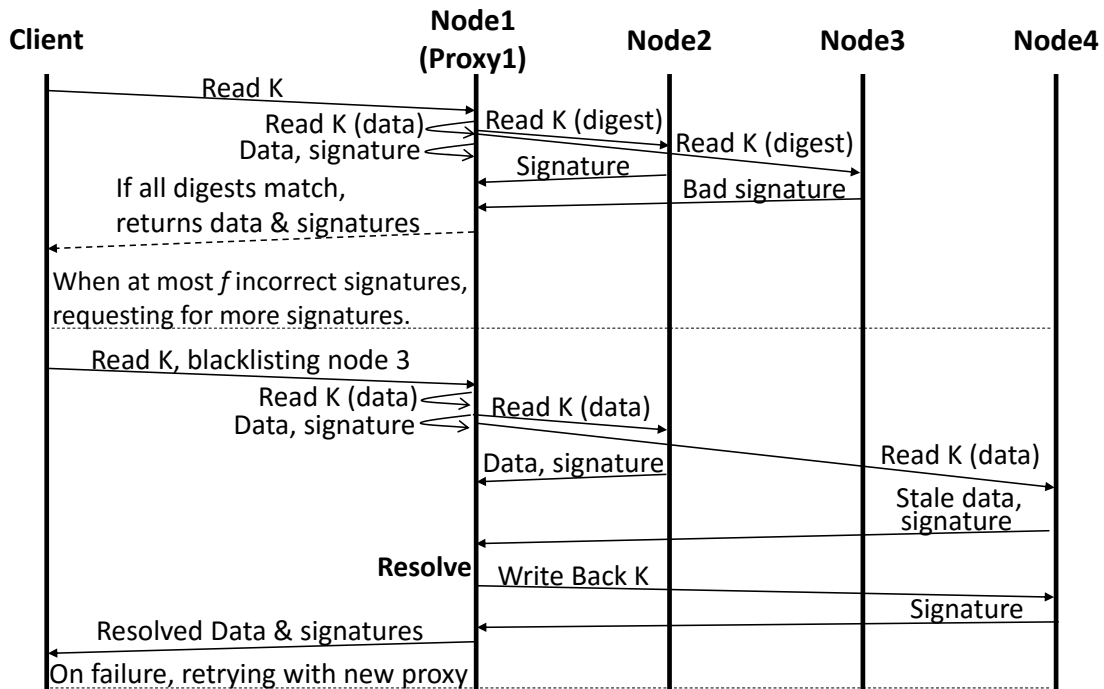 Client
Node1
(Proxy1)
Node2
Node3
Node4
Read K
Read K (data)
Read K (digest)
Read K (digest)
Data, signature
Signature
Bad signature
If all digests match,
returns data & signatures
When at most f incorrect signatures,
requesting for more signatures.
Read K, blacklisting node 3
Read K (data)
Read K (data)
Data, signature
Read K (data)
Data, signature
Stale data,
signature
Resolve
Write Back K
Signature
Resolved Data & signatures
On failure, retrying with new proxy